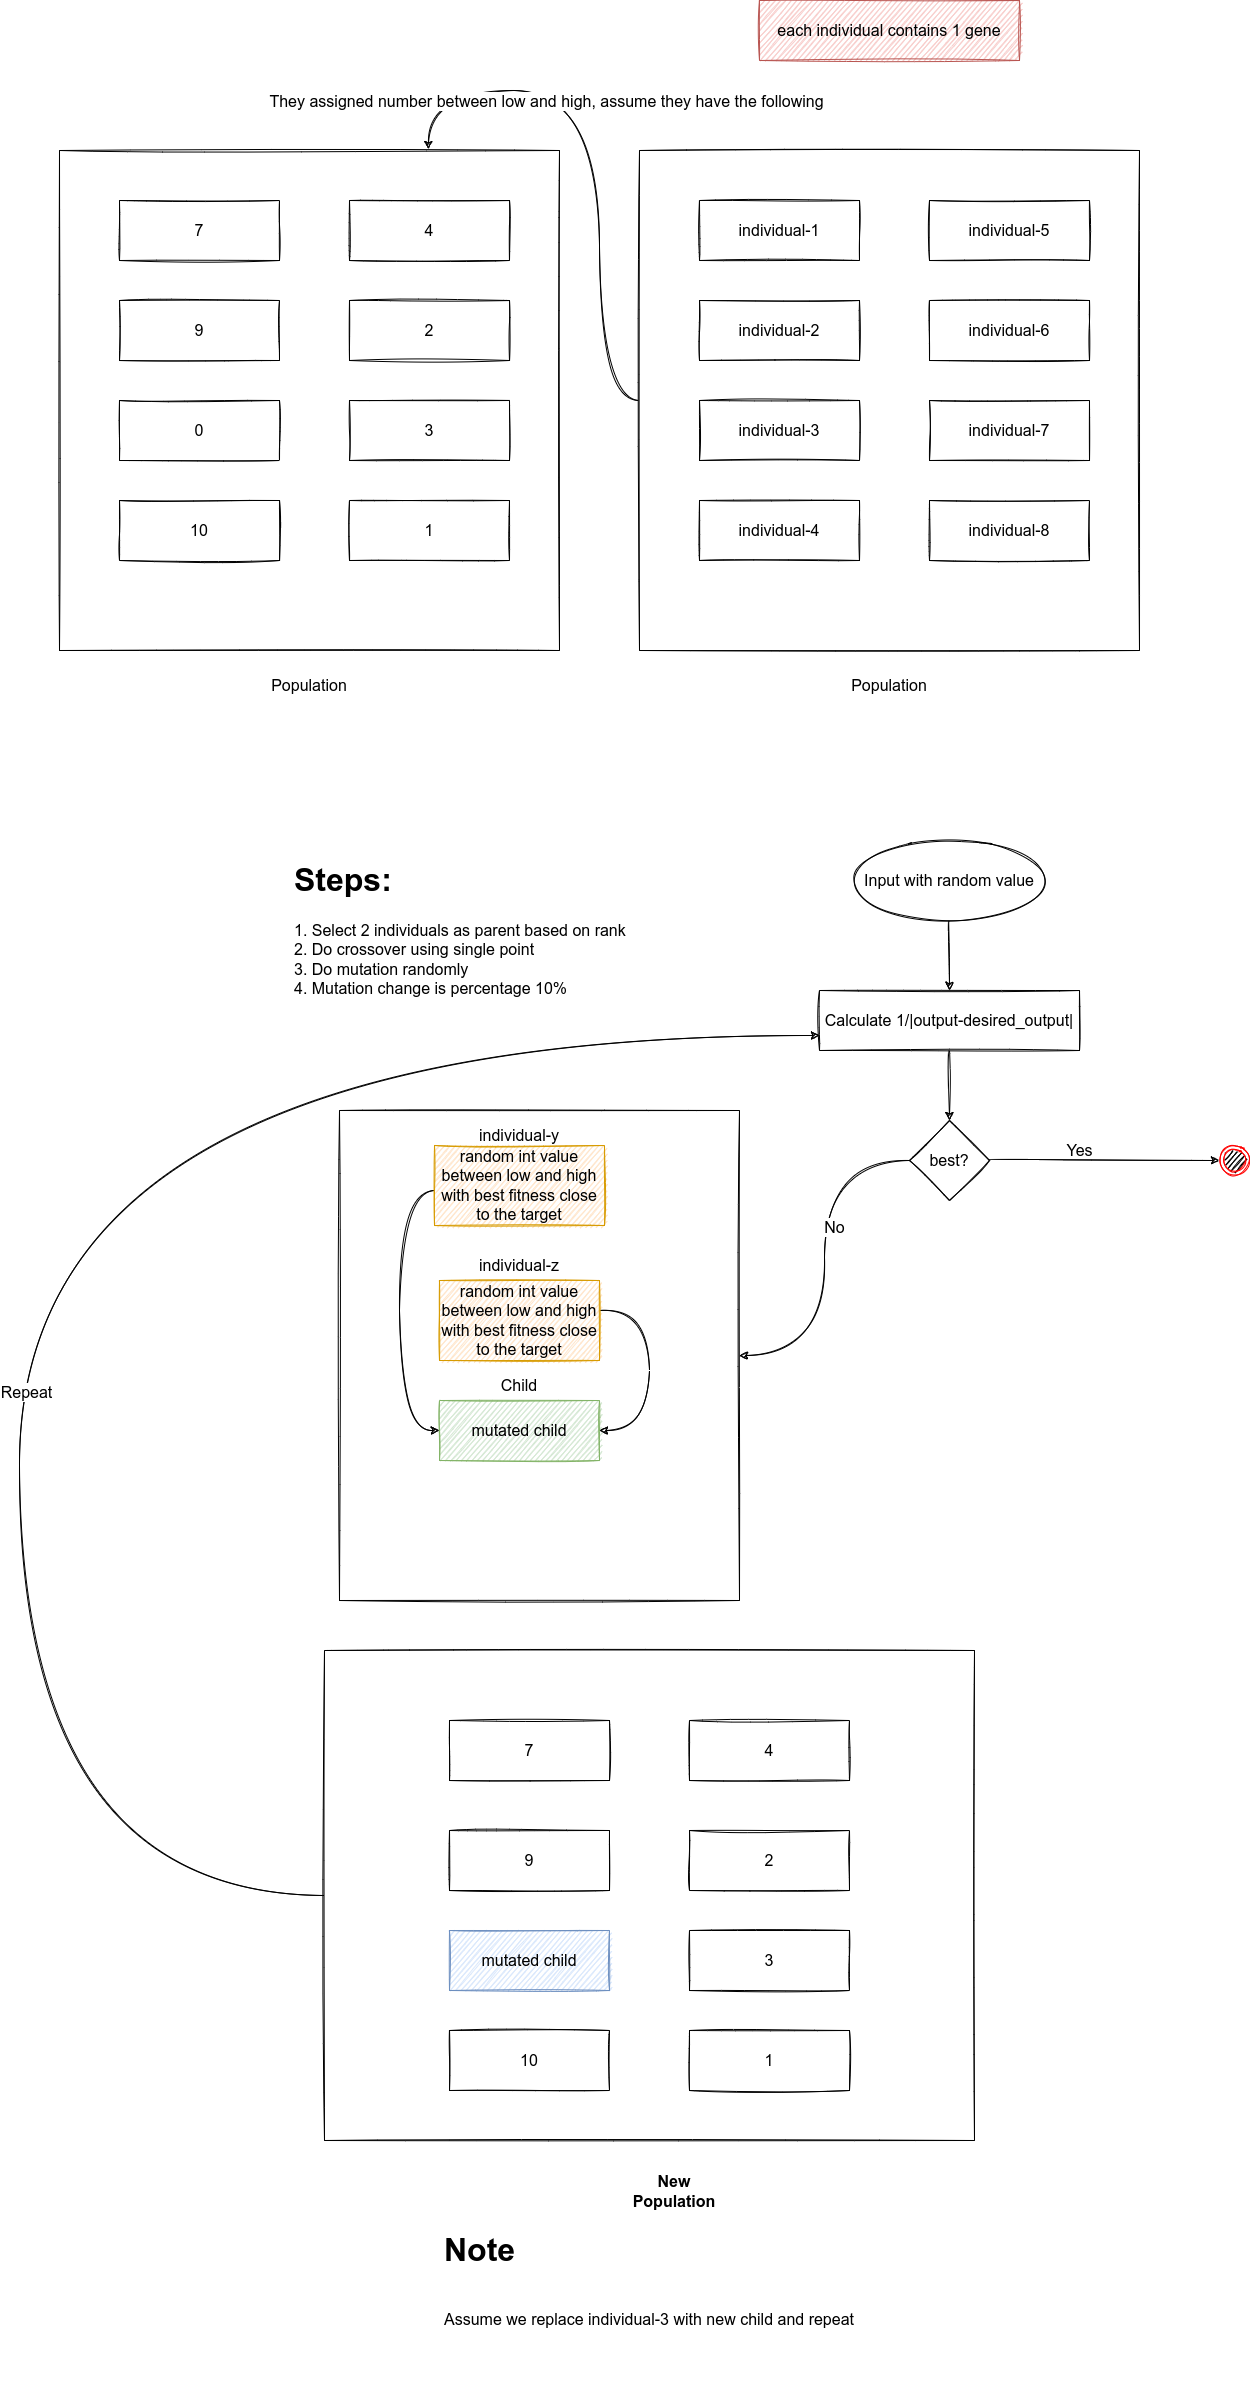 each individual contains 1 gene
They assigned number between low and high, assume they have the following
7
4
9
2
0
3
10
1
Population
individual-1
individual-5
individual-2
individual-6
individual-3
individual-7
individual-4
individual-8
Population
Steps:
1. Select 2 individuals as parent based on rank
2. Do crossover using single point
3. Do mutation randomly
4. Mutation change is percentage 10%
Input with random value
Calculate 1/|output-desired_output|
best?
Yes
No
individual-y
random int value
between low and high
with best fitness close
to the target
individual-z
random int value
between low and high
with best fitness close
to the target
Child
mutated child
Repeat
7
4
9
2
mutated child
3
10
1
New
Population
Note
Assume we replace individual-3 with new child and repeat